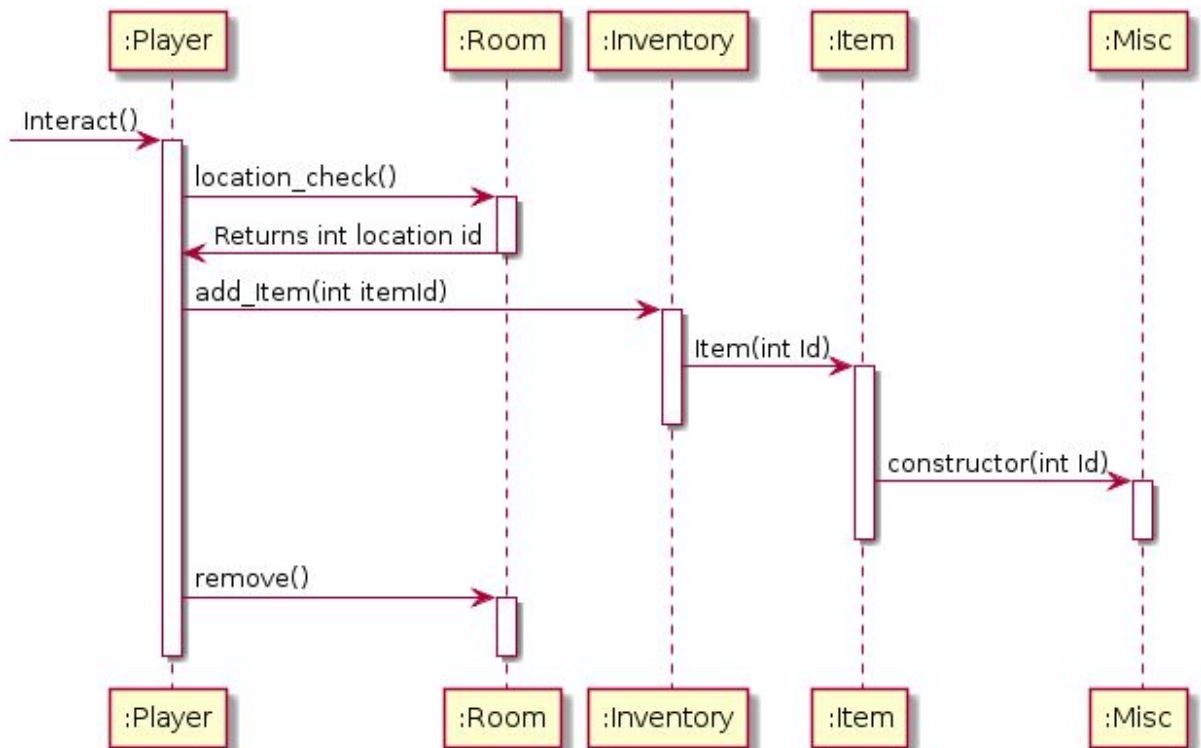 :Player
:Room
:Inventory
:Item
:Misc
Interact()
location_check()
Returns int location id
add_Item(int itemId)
Item(int Id)
constructor(int Id)
remove()
:Player
:Room
:Inventory
:Item
:Misc